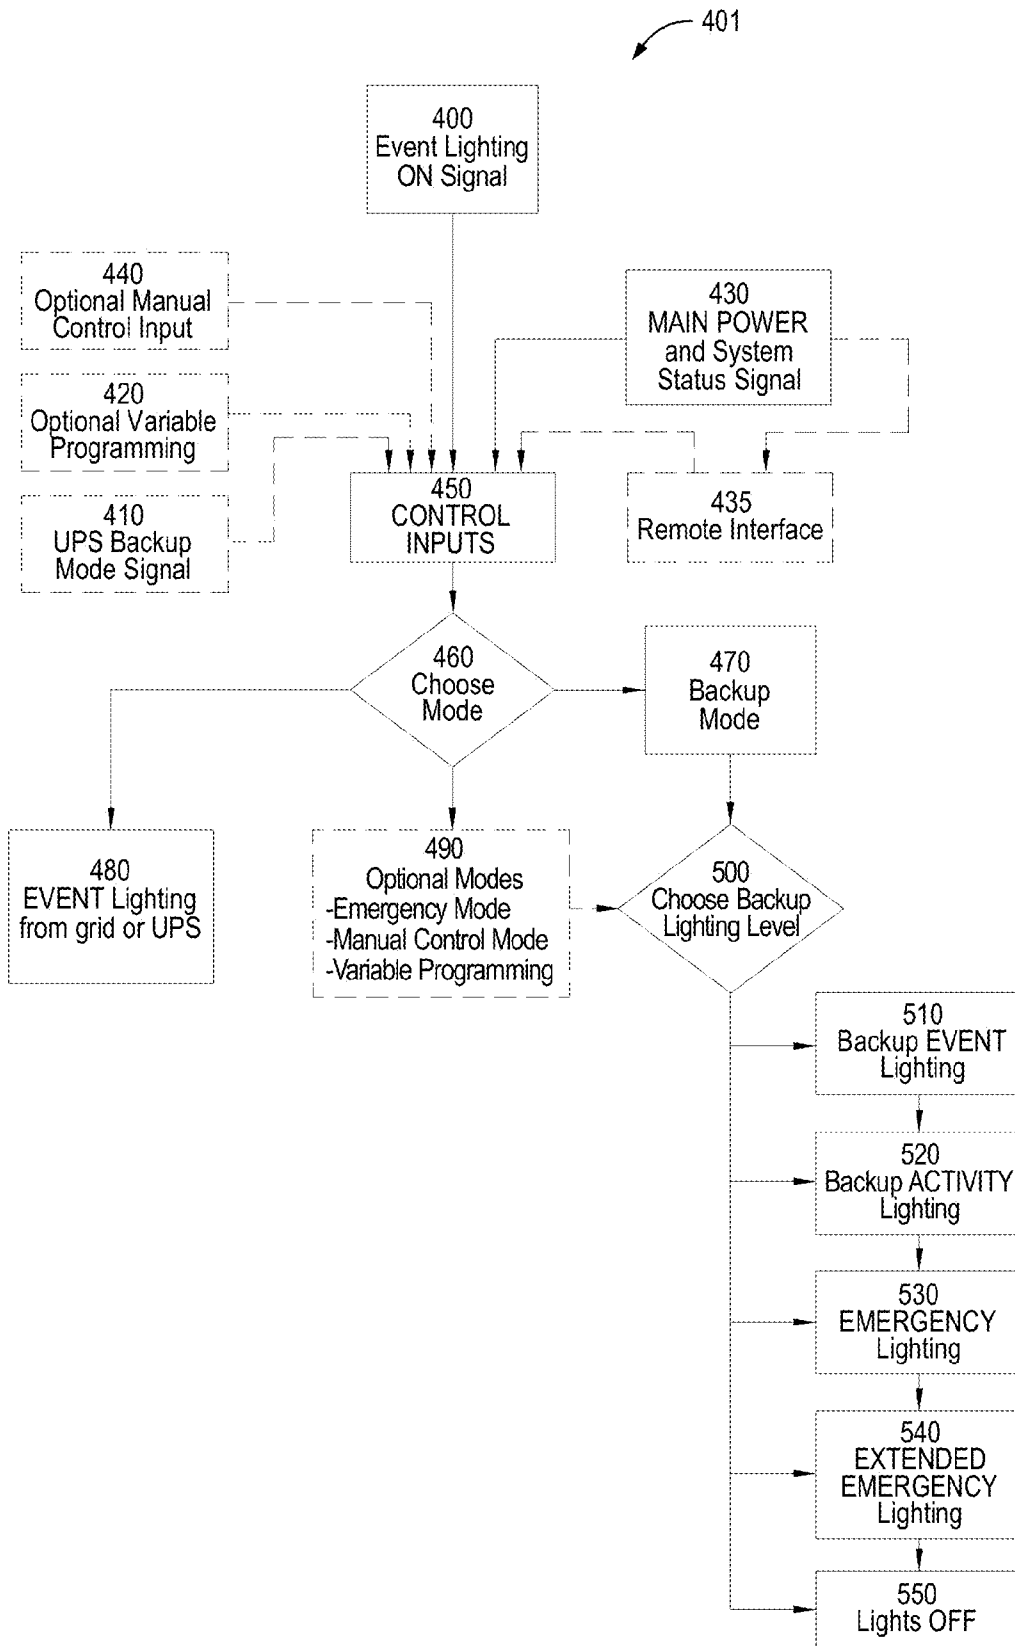 401
400
Event Lighting
ON Signal
440
Optional Manual
Control Input
430
MAIN POWER
and System
Status Signal
420
Optional Variable
Programming
410
UPS Backup
Mode Signal
450
CONTROL
INPUTS
435
Remote Interface
460
Choose
Mode
470
Backup
Mode
480
EVENT Lighting
from grid or UPS
490
Optional Modes
-Emergency Mode
-Manual Control Mode
-Variable Programming
500
Choose Backup
Lighting Level
510
Backup EVENT
Lighting
520
Backup ACTIVITY
Lighting
530
EMERGENCY
Lighting
540
EXTENDED
EMERGENCY
Lighting
550
Lights OFF